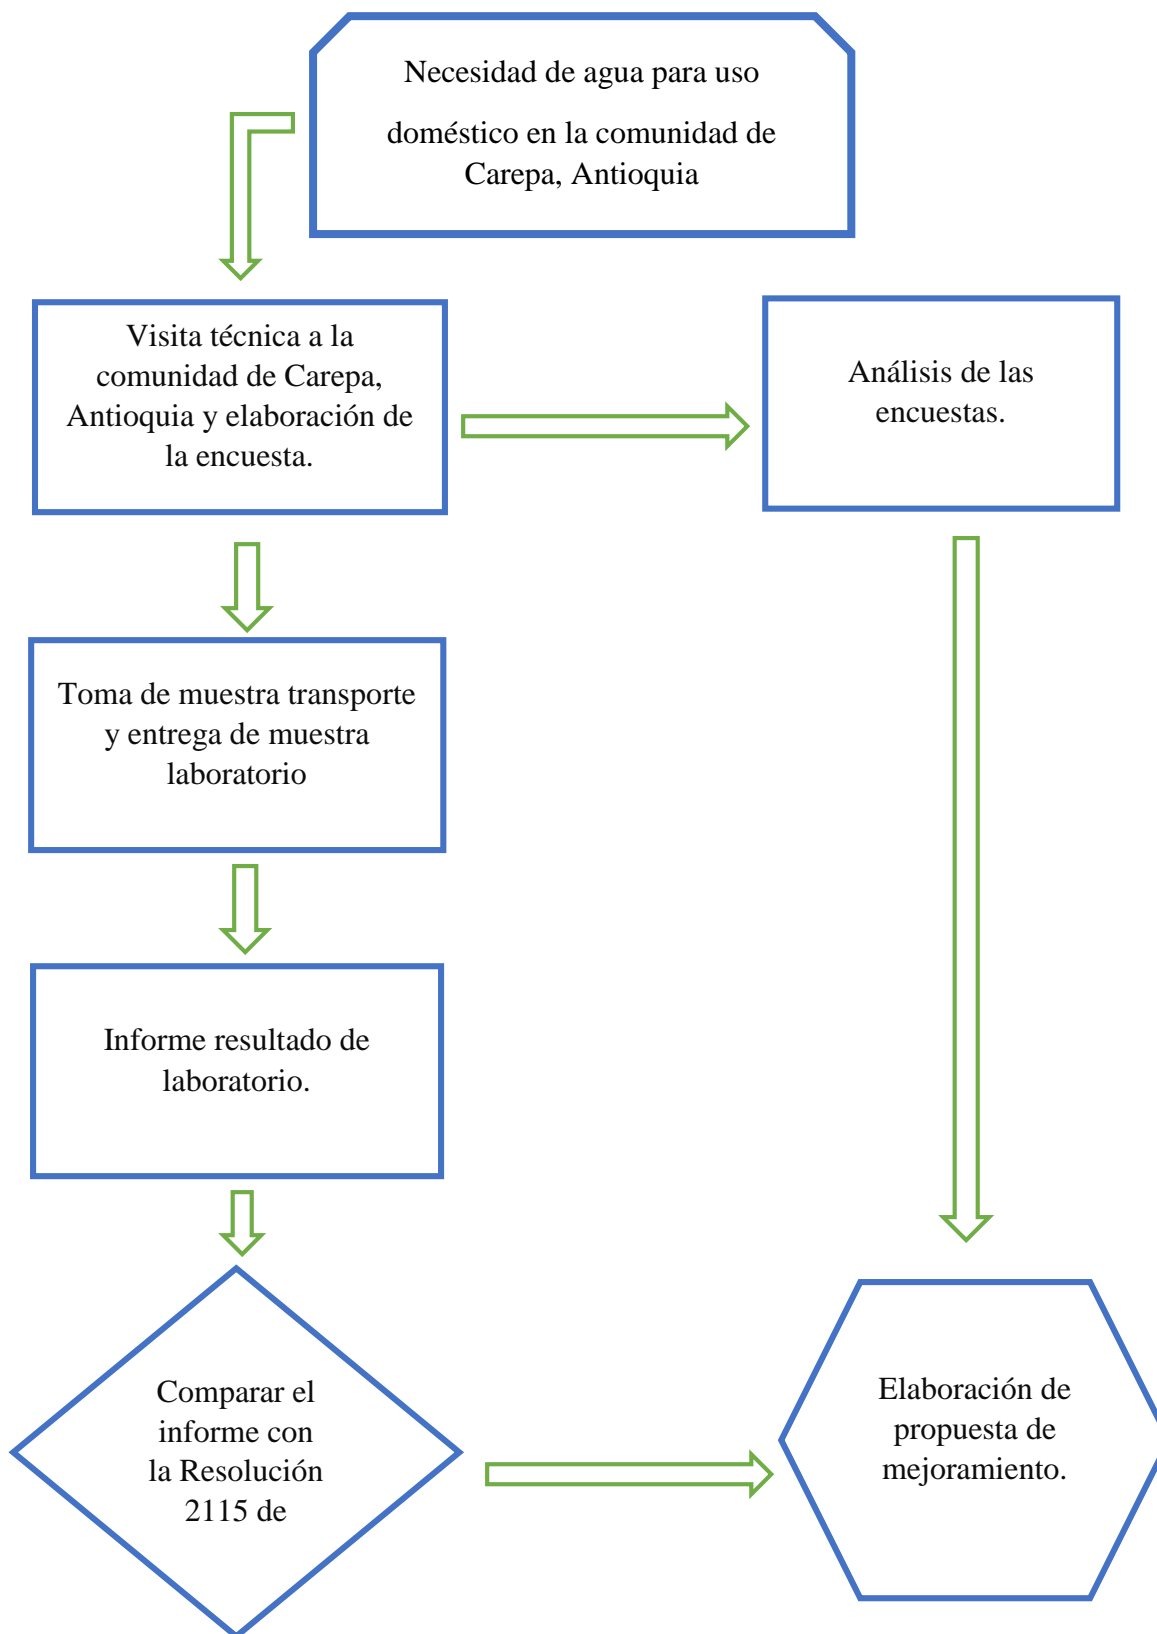 Necesidad de agua para uso
doméstico en la comunidad de
Carepa, Antioquia
Visita técnica a la
comunidad de Carepa,
Antioquia y elaboración de
la encuesta.
Análisis de las
encuestas.
Toma de muestra transporte
y entrega de muestra
laboratorio
Informe resultado de
laboratorio.
Comparar el
informe con
la Resolución
2115 de
Elaboración de
propuesta de
mejoramiento.